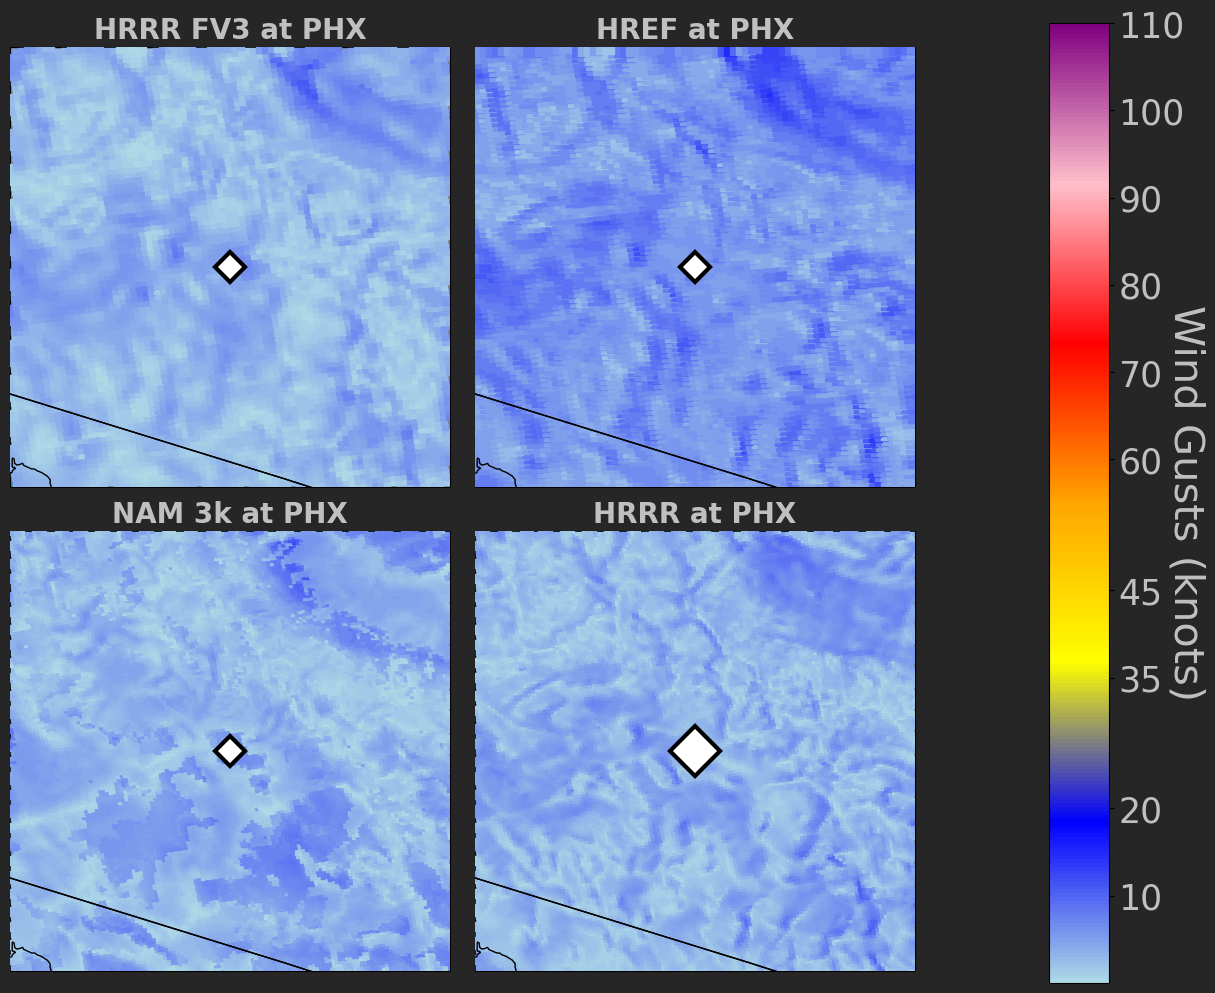 HRRR FV3 at PHX
HREF at PHX
NAM 3k at PHX
HRRR at PHX
110
100
90
80
70
60
45
35
20
10
Wind Gusts (knots)